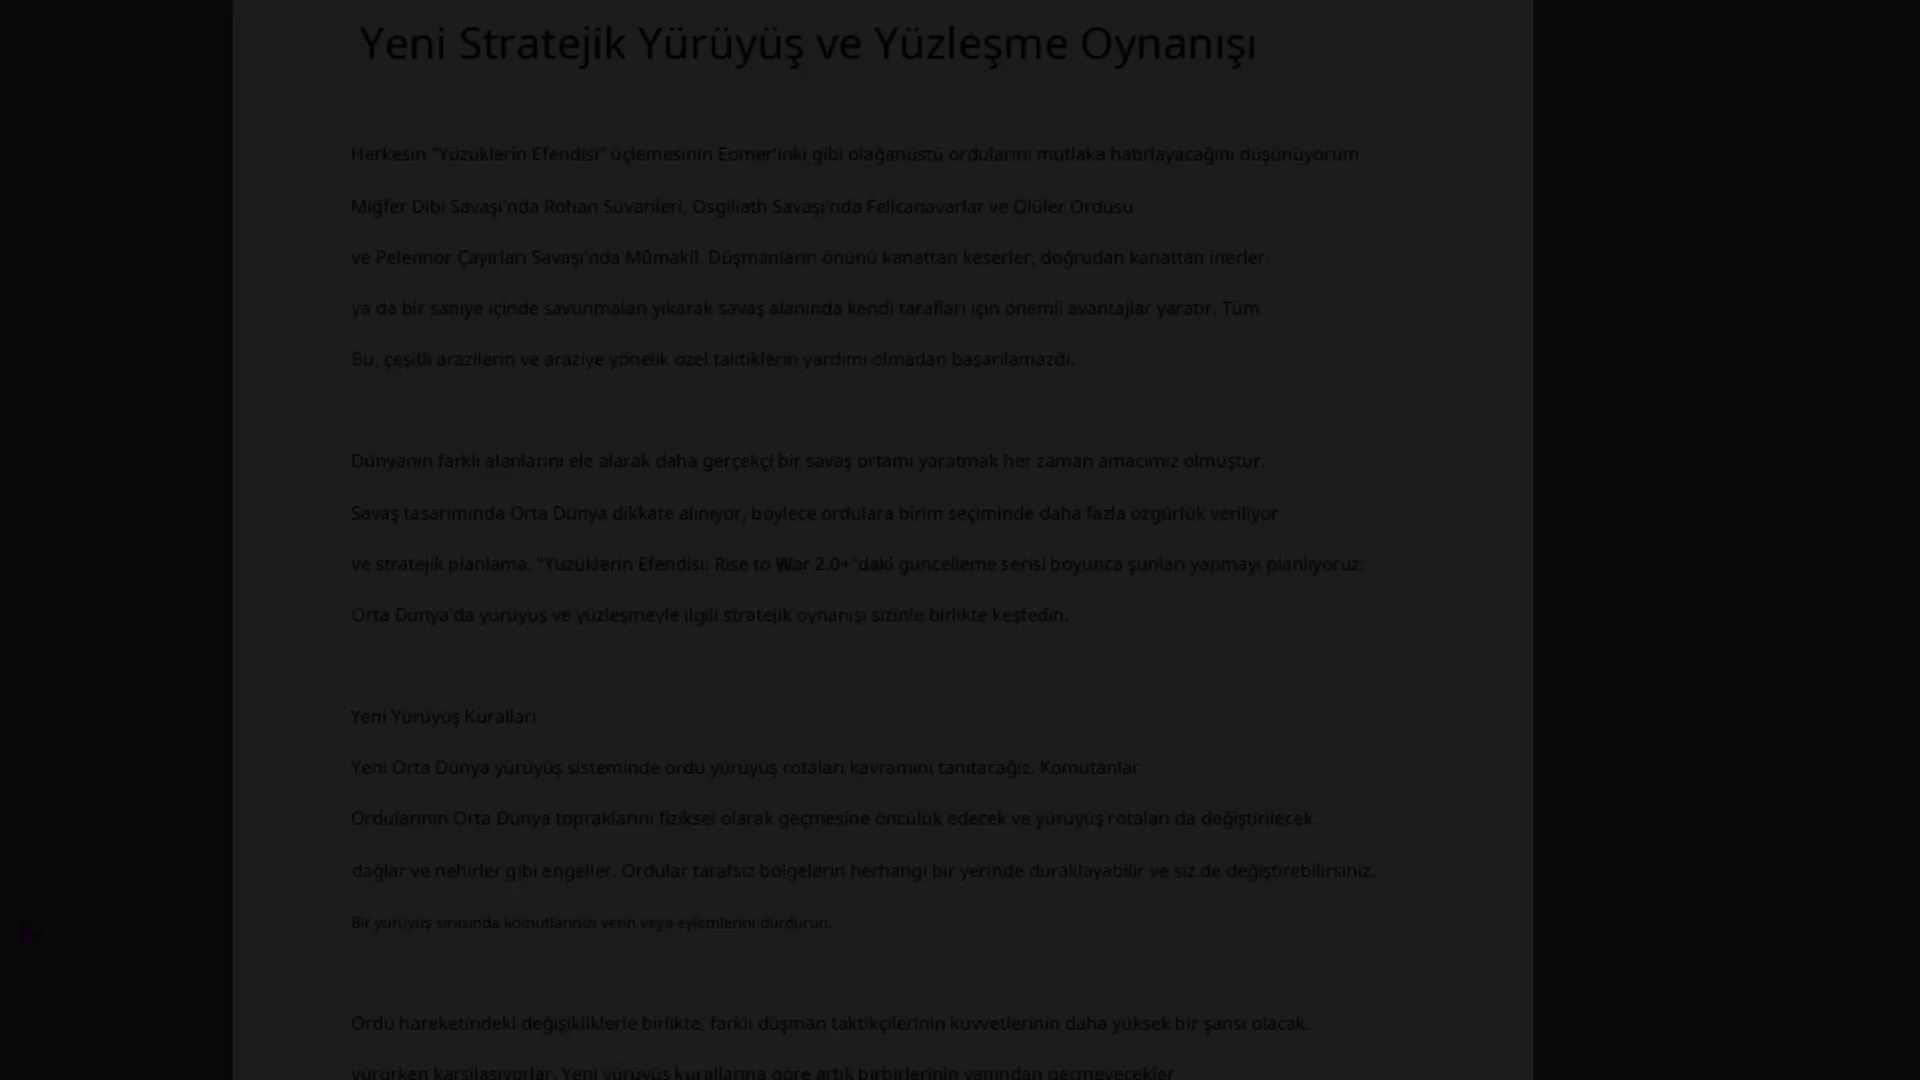 Yeni Stratejik Yürüyüş ve Yüzleşme Oynanışı
Herkesin "Yüzüklerin Efendisi" üçlemesinin Eomer'inki gibi olağanüstü ordularını mutlaka hatırlayacağını düşünüyorum
Miğfer Dibi Savaşı'nda Rohan Süvarileri, Osgiliath Savaşı'nda Fellcanavarlar ve Ölüler Ordusu
ve Pelennor Çayırları Savaşı'nda Mûmakil. Düşmanların önünü kanattan keserler, doğrudan kanattan inerler,
ya da bir saniye içinde savunmaları yıkarak savaş alanında kendi tarafları için önemli avantajlar yaratır. Tüm
Bu, çeşitli arazilerin ve araziye yönelik özel taktiklerin yardımı olmadan başarılamazdı.
Dünyanın farklı alanlarını ele alarak daha gerçekçi bir savaş ortamı yaratmak her zaman amacımız olmuştur.
Savaş tasarımında Orta Dünya dikkate alınıyor, böylece ordulara birim seçiminde daha fazla özgürlük veriliyor
ve stratejik planlama. "Yüzüklerin Efendisi: Rise to War 2.0+"daki güncelleme serisi boyunca şunları yapmayı planlıyoruz:
Orta Dünya'da yürüyüş ve yüzleşmeyle ilgili stratejik oynanışı sizinle birlikte keşfedin.
Yeni Yürüyüş Kuralları
Yeni Orta Dünya yürüyüş sisteminde ordu yürüyüş rotaları kavramını tanıtacağız. Komutanlar
Ordularının Orta Dünya topraklarını fiziksel olarak geçmesine öncülük edecek ve yürüyüş rotaları da değiştirilecek.
dağlar ve nehirler gibi engeller. Ordular tarafsız bölgelerin herhangi bir yerinde duraklayabilir ve siz de değiştirebilirsiniz.
Bir yürüyüş sırasında komutlarınızı verin veya eylemlerini durdurun.
Ordu hareketindeki değişikliklerle birlikte, farklı düşman taktikçilerinin kuvvetlerinin daha yüksek bir şansı olacak.
yürürken karşılaşıyorlar. Yeni yürüyüş kurallarına göre artık birbirlerinin yanından geçmeyecekler